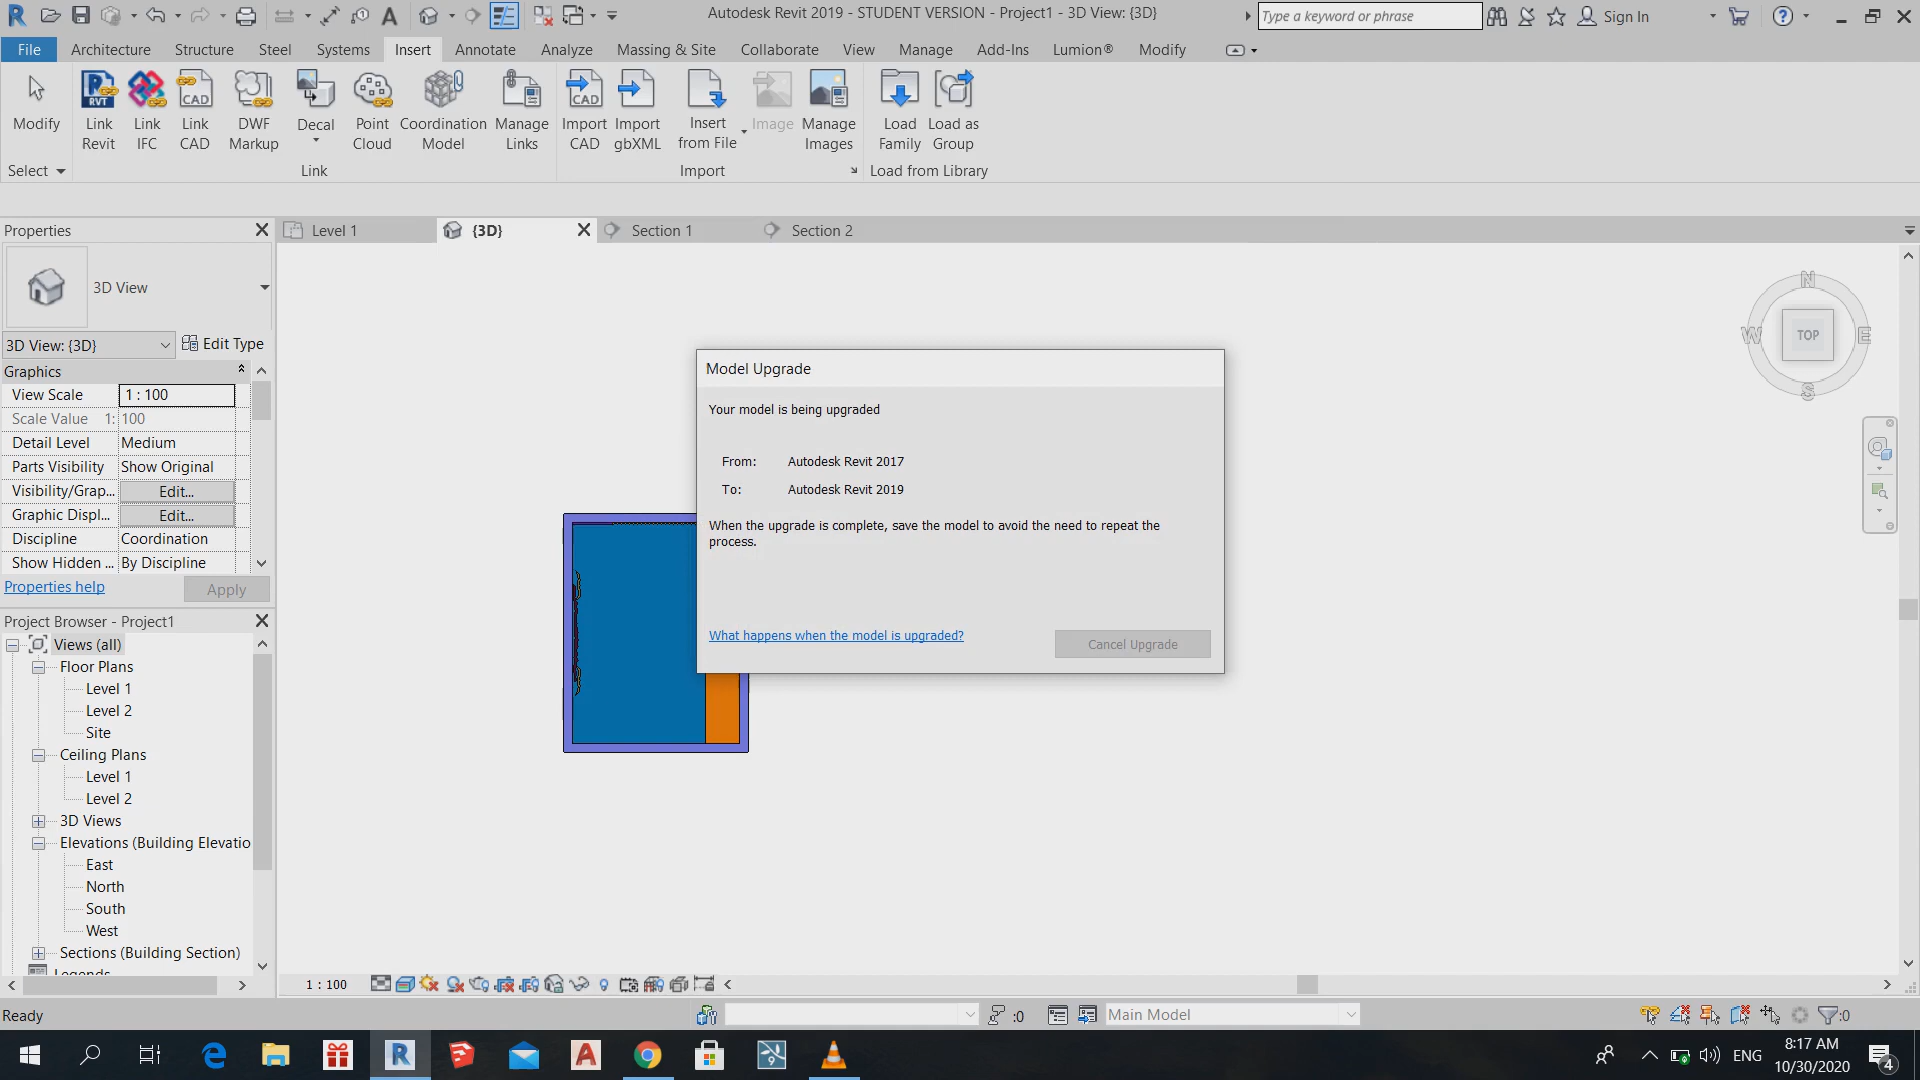 Autodesk Revit 2019 - STUDENT VERSION - Project1 - 3D View: {3D}
Type a keyword or phrase
Sign In
File
Architecture
Structure
Steel
Systems
Insert
Annotate
Analyze
Massing & Site
Collaborate
View
Manage
Add-Ins
Lumion®
Modify
Modify
Link
Revit
Link
IFC
Link
CAD
DWF
Markup
Decal
Point
Cloud
Coordination
Model
Manage
Links
Import
CAD
Import
gbXML
Insert
from File
Image
Manage
Images
Load
Family
Load as
Group
Select
Link
Import
Load from Library
Properties
Level 1
{3D}
Section 1
Section 2
3D View
3D View: {3D}
Edit Type
Graphics
View Scale
1 : 100
Scale Value 1:
100
Detail Level
Medium
Parts Visibility
Show Original
Visibility/Grap...
Edit...
Graphic Displ...
Edit...
Discipline
Coordination
Show Hidden ...
By Discipline
Properties help
Apply
Project Browser - Project1
Views (all)
Floor Plans
Level 1
Level 2
Site
Ceiling Plans
Level 1
Level 2
3D Views
Elevations (Building Elevatio
East
North
South
West
Sections (Building Section)
Legends
Model Upgrade
Your model is being upgraded
From: Autodesk Revit 2017
To: Autodesk Revit 2019
When the upgrade is complete, save the model to avoid the need to repeat the
process.
What happens when the model is upgraded?
Cancel Upgrade
N
W
TOP
E
S
1 : 100
Ready
:0
Main Model
:0
ENG
8:17 AM
10/30/2020
4